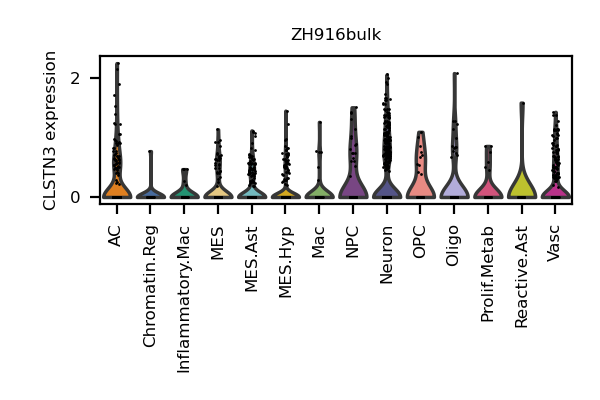 ZH916bulk
CLSTN3 expression
2
0
AC
Chromatin.Reg
Inflammatory.Mac
MES
MES.Ast
MES.Hyp
Mac
NPC
Neuron
OPC
Oligo
Prolif.Metab
Reactive.Ast
Vasc